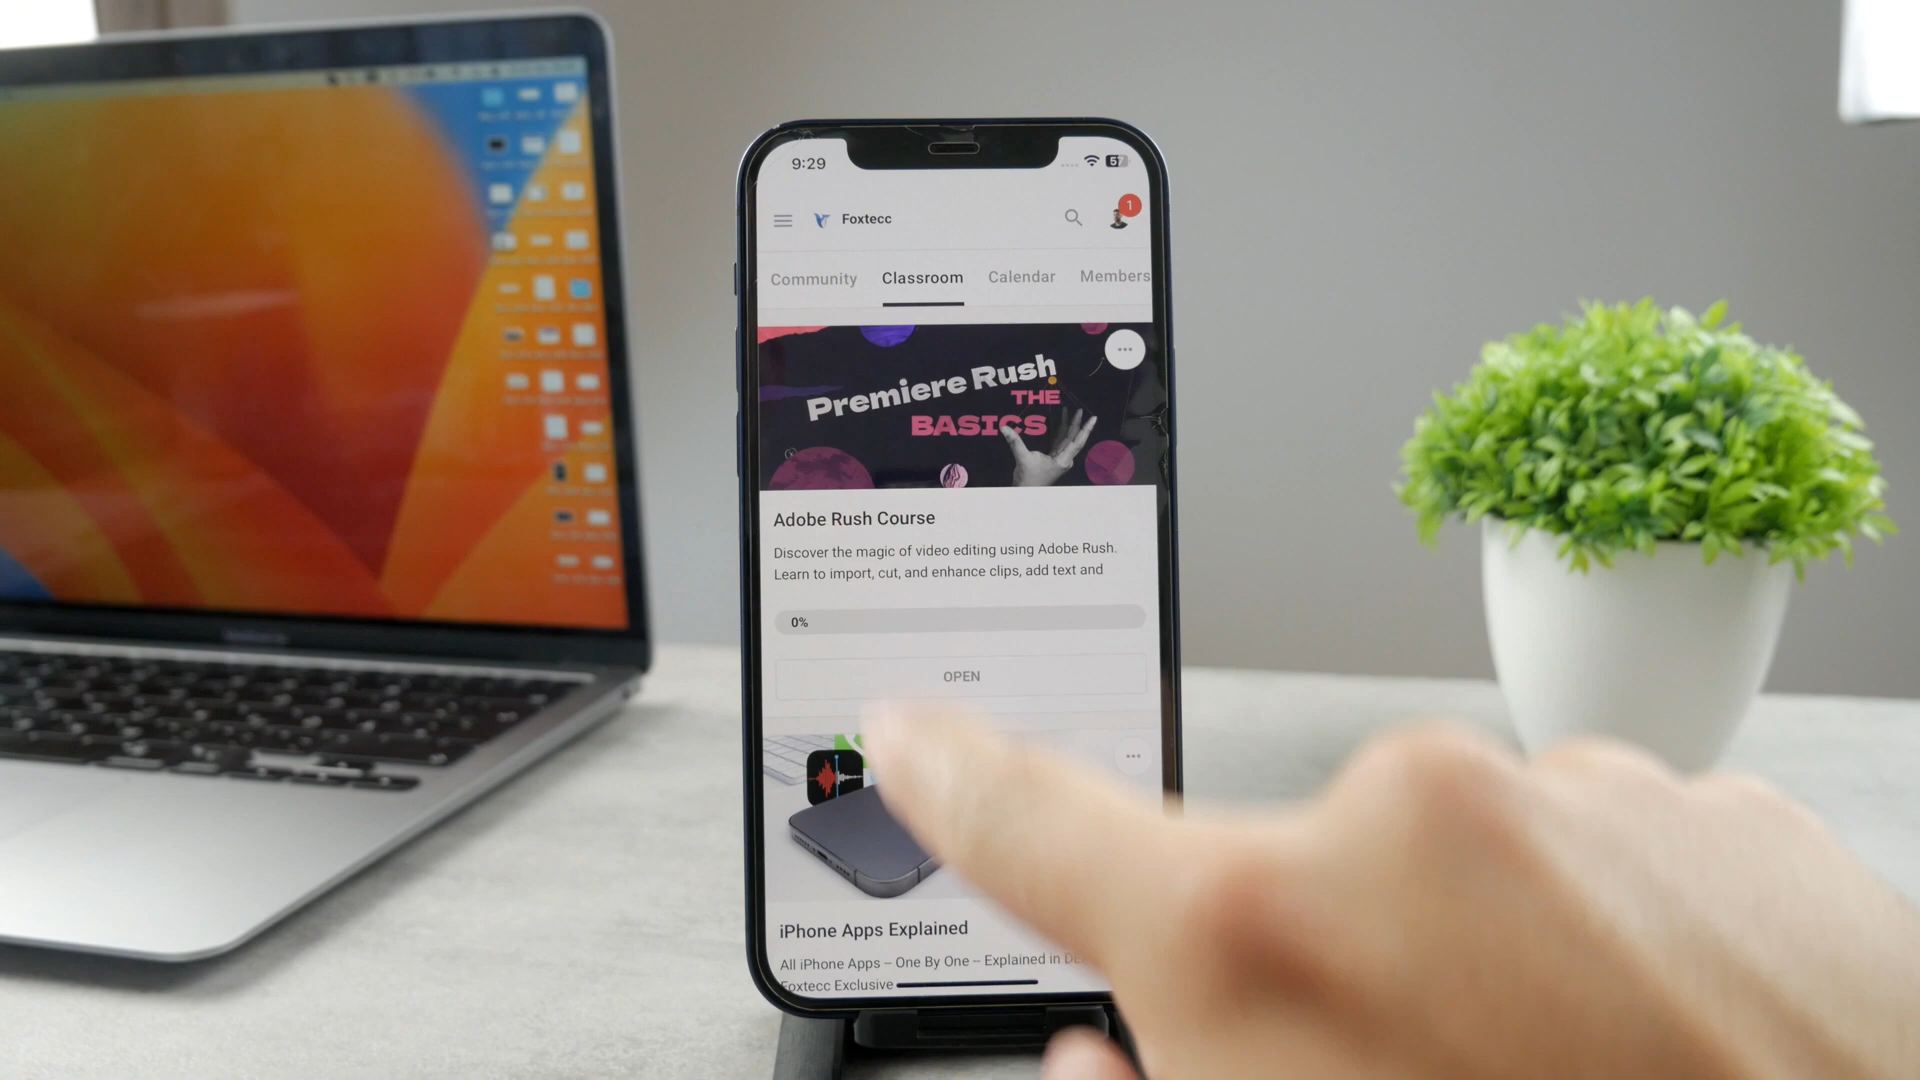 9:29
57
Foxtecc
1
Community Classroom Calendar Members
Premiere Rush
THE
BASICS
Adobe Rush Course
Discover the magic of video editing using Adobe Rush.
Learn to import, cut, and enhance clips, add text and
0%
OPEN
iPhone Apps Explained
All iPhone Apps – One By One – Explained in
Foxtecc Exclusive